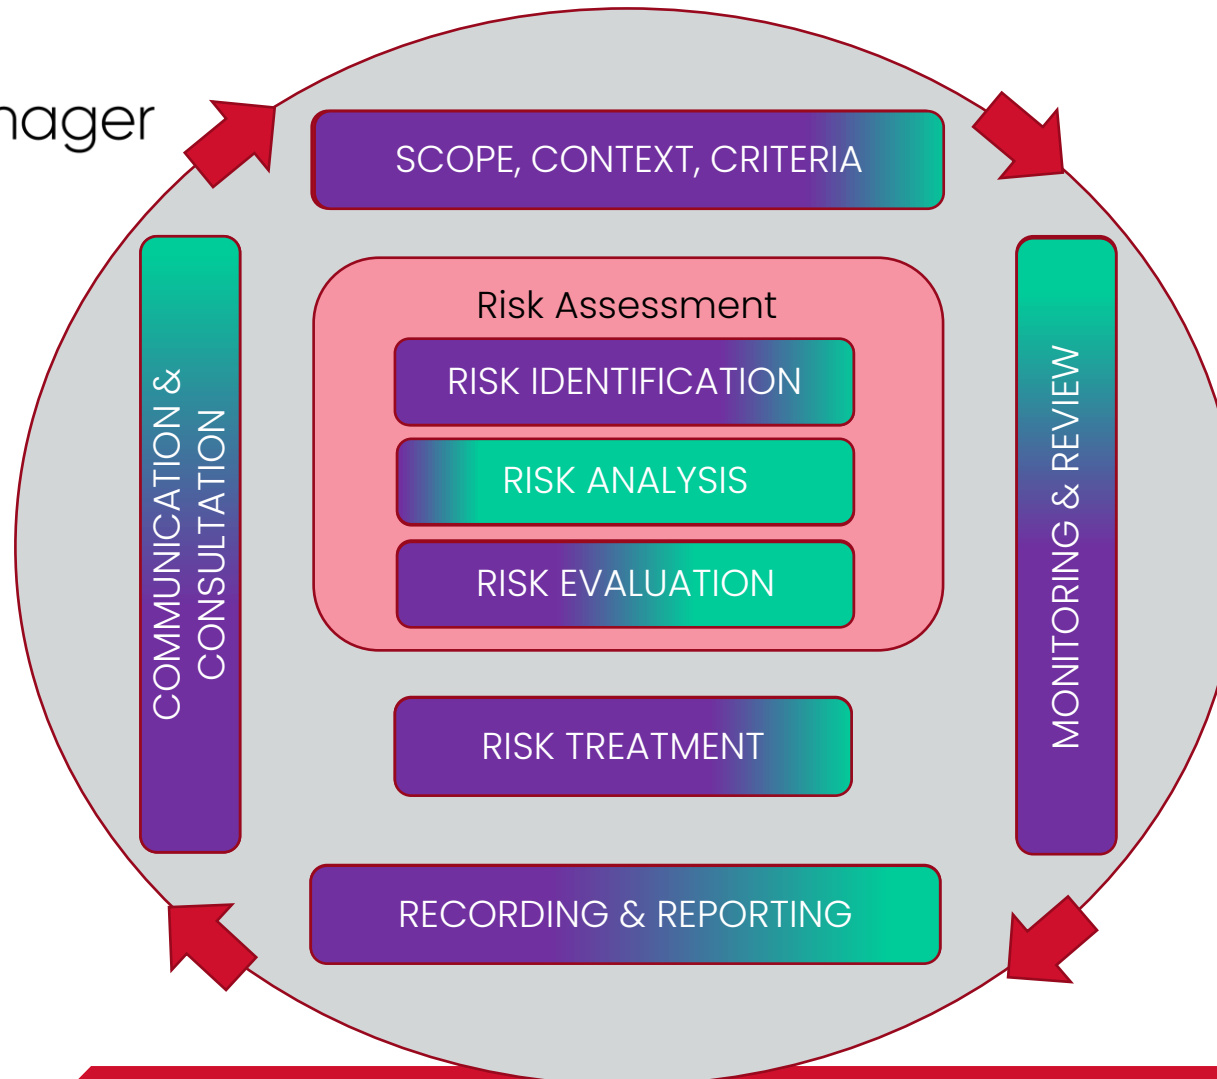 nager
SCOPE, CONTEXT, CRITERIA
Risk Assessment
RISK IDENTIFICATION
RISK ANALYSIS
RISK EVALUATION
RISK TREATMENT
RECORDING & REPORTING
COMMUNICATION &
CONSULTATION
MONITORING & REVIEW